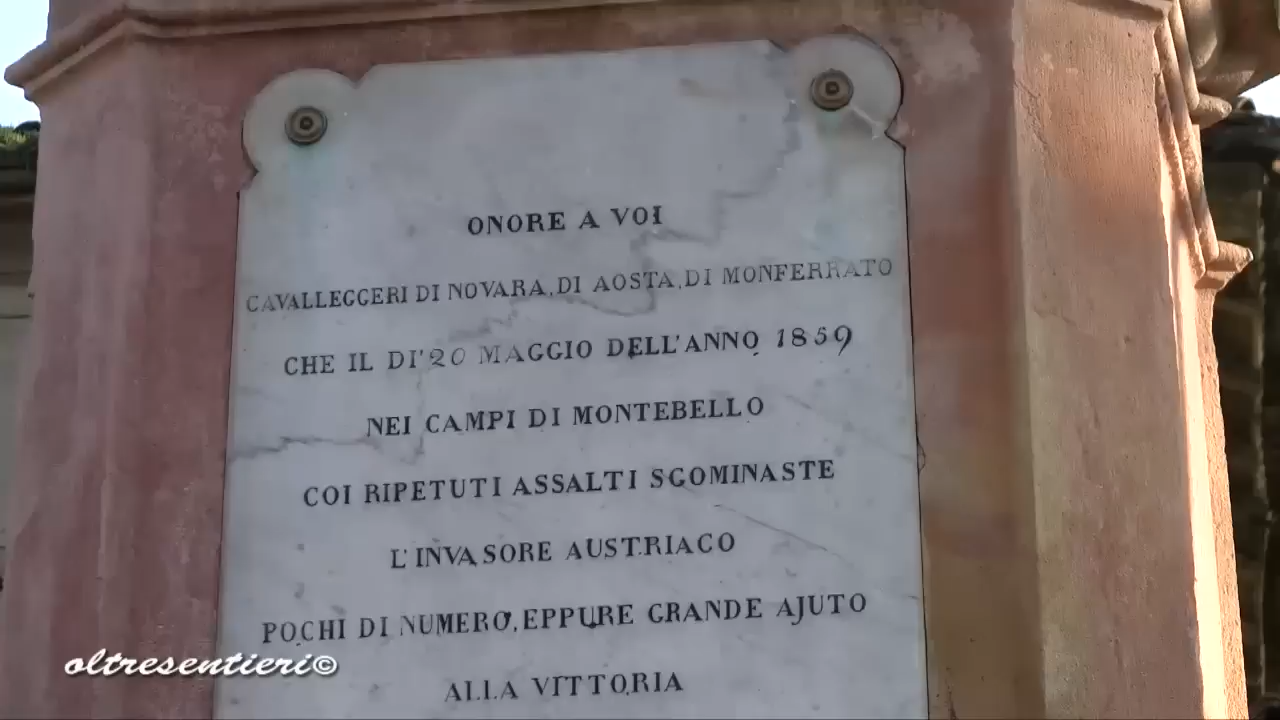 ONORE A VOI
CAVALLEGGERI DI NOVARA, DI AOSTA, DI MONFERRATO
CHE IL DI' 20 MAGGIO DELL'ANNO 1859
NEI CAMPI DI MONTEBELLO
COI RIPETUTI ASSALTI SGOMINASTE
L'INVASORE AUSTRIACO
POCHI DI NUMERO, EPPURE GRANDE AJUTO
ALLA VITTORIA
oltresentieri©